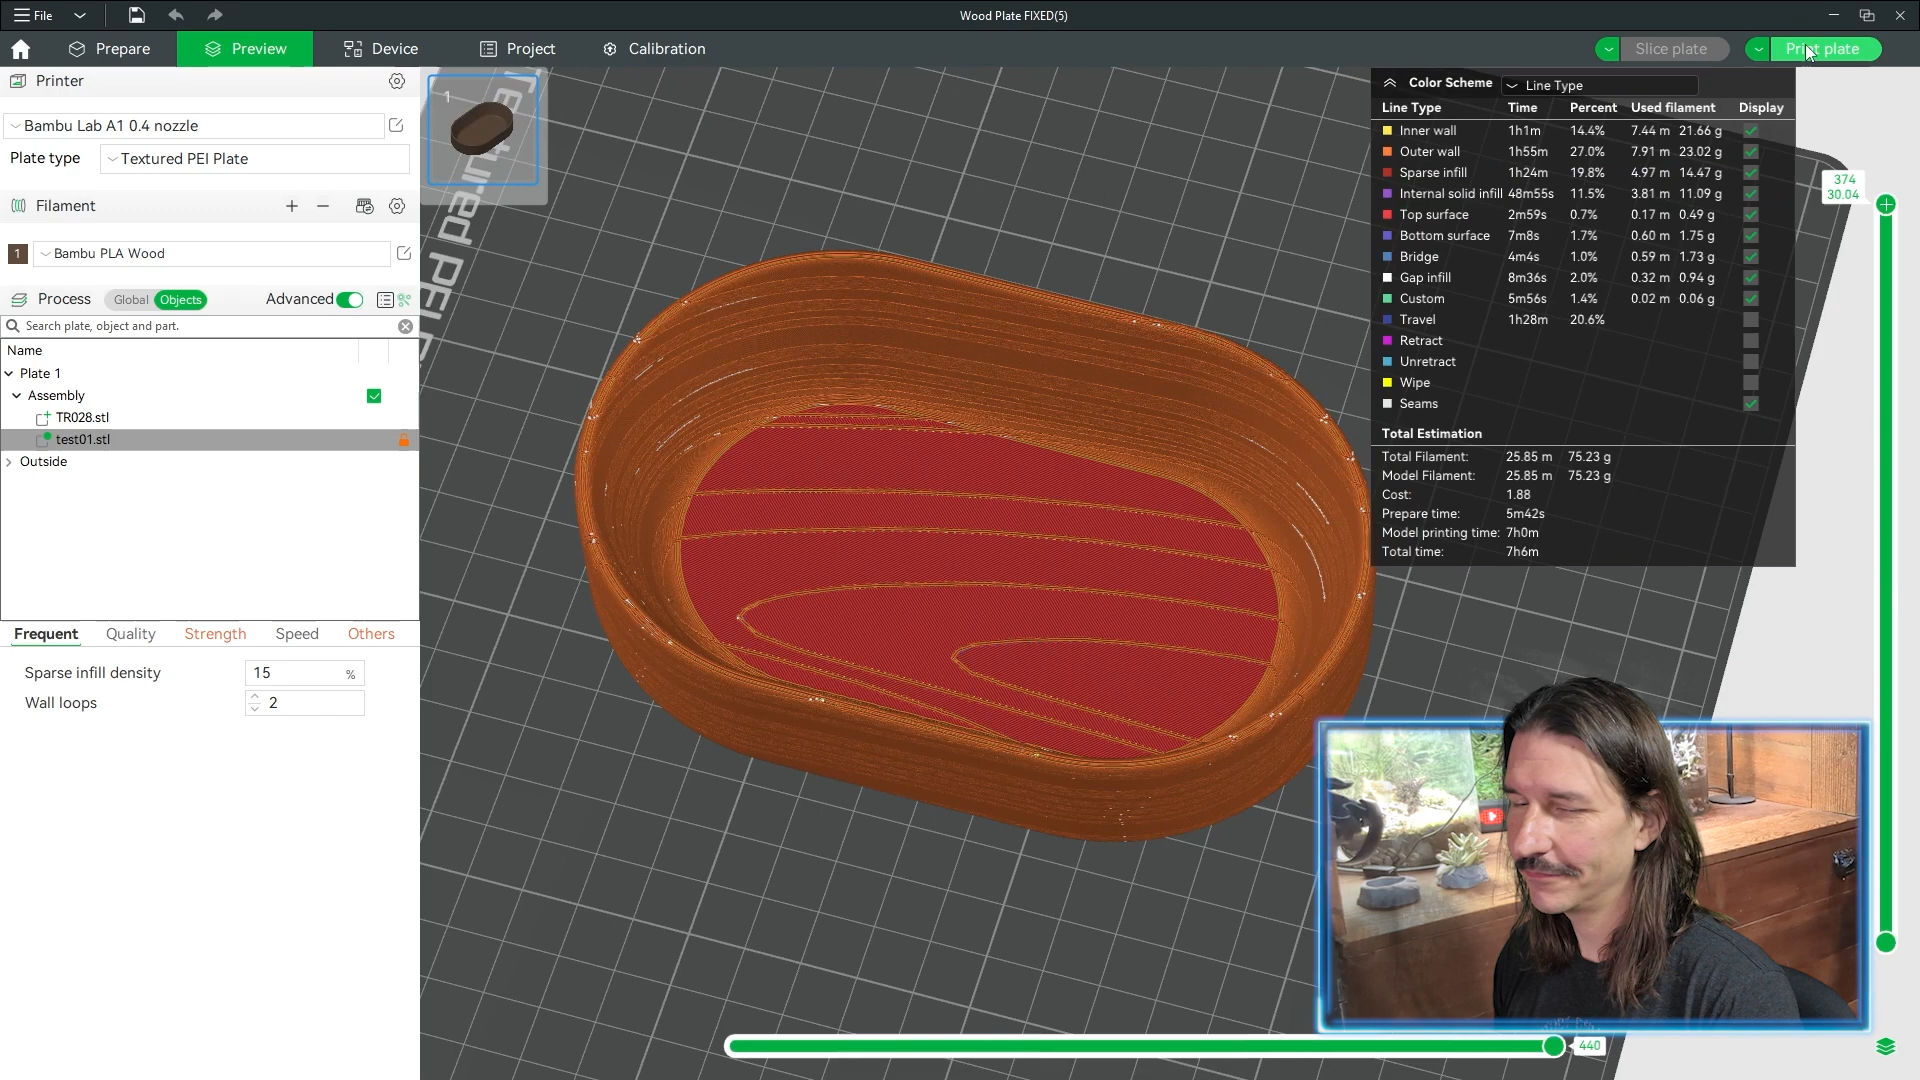 File
Wood Plate FIXED(5)
Prepare
Preview
Device
Project
Calibration
Slice plate
Print plate
Printer
Bambu Lab A1 0.4 nozzle
Plate type
Textured PEI Plate
Filament
1
Bambu PLA Wood
Process
Global
Objects
Advanced
Search plate, object and part.
Name
Plate 1
Assembly
TR028.stl
test01.stl
Outside
Frequent
Quality
Strength
Speed
Others
Sparse infill density
15
%
Wall loops
2
1
Color Scheme
Line Type
Line Type Time Percent Used filament Display
Inner wall 1h1m 14.4% 7.44 m 21.66 g
Outer wall 1h55m 27.0% 7.91 m 23.02 g
Sparse infill 1h24m 19.8% 4.97 m 14.47 g
Internal solid infill 48m55s 11.5% 3.81 m 11.09 g
Top surface 2m59s 0.7% 0.17 m 0.49 g
Bottom surface 7m8s 1.7% 0.60 m 1.75 g
Bridge 4m4s 1.0% 0.59 m 1.73 g
Gap infill 8m36s 2.0% 0.32 m 0.94 g
Custom 5m56s 1.4% 0.02 m 0.06 g
Travel 1h28m 20.6%
Retract
Unretract
Wipe
Seams
Total Estimation
Total Filament: 25.85 m 75.23 g
Model Filament: 25.85 m 75.23 g
Cost: 1.88
Prepare time: 5m42s
Model printing time: 7h0m
Total time: 7h6m
374
30.04
440